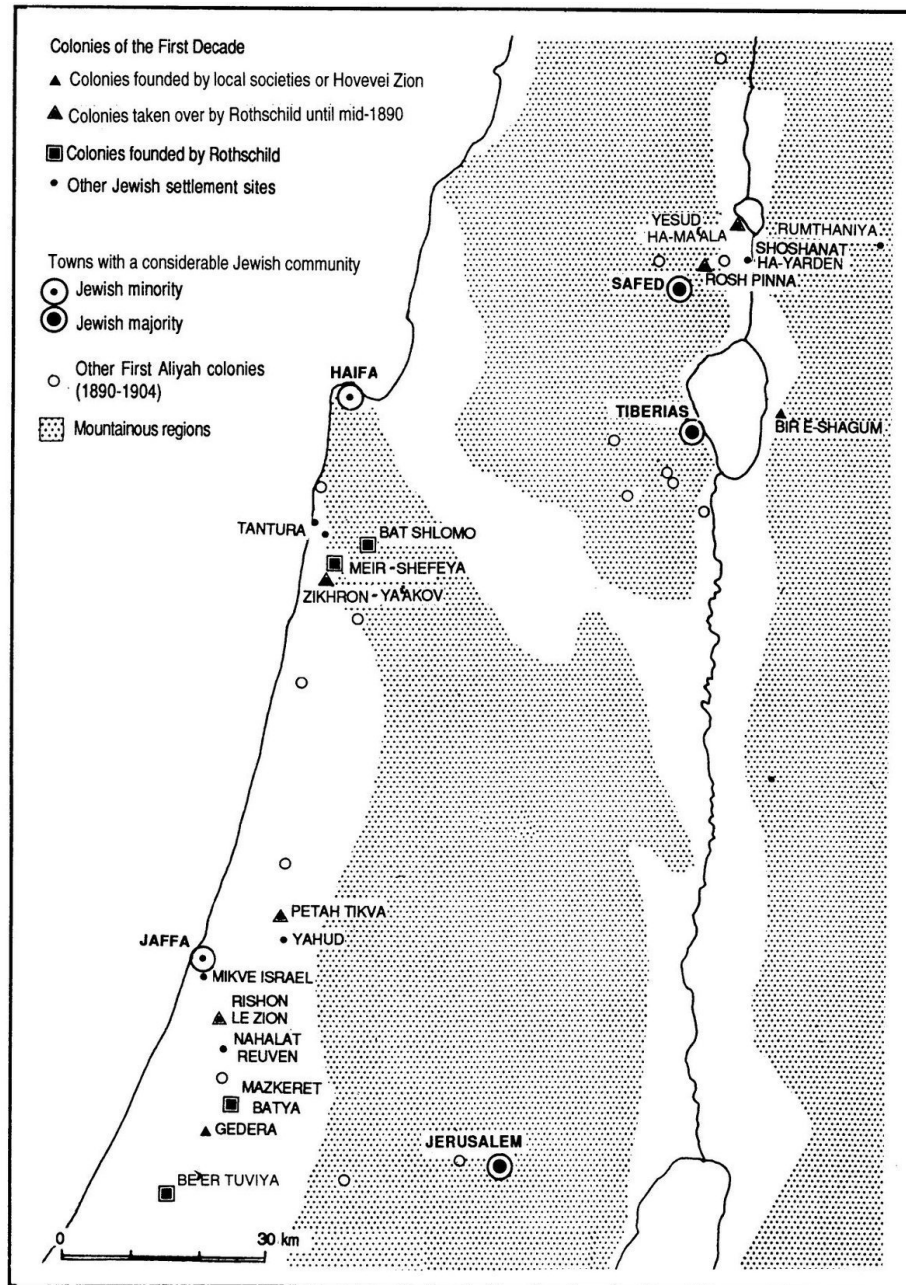 Colonies of the First Decade
Colonies founded by local societies or Hovevei Zion
Colonies taken over by Rothschild until mid-1890
Colonies founded by Rothschild
Other Jewish settlement sites
Towns with a considerable Jewish community
Jewish minority
Jewish majority
Other First Aliyah colonies
(1890-1904)
Mountainous regions
YESUD
HA-MA'ALA
RUMTHANIYA
SHOSHANAT
HA-YARDEN
ROSH PINNA
SAFED
HAIFA
TIBERIAS
BIR E-SHAGUM
TANTURA
BAT SHLOMO
MEIR-SHEFEYA
ZIKHRON-YA'AKOV
PETAH TIKVA
JAFFA
YAHUD
MIKVE ISRAEL
RISHON
LE ZION
NAHALAT
REUVEN
MAZKERET
BATYA
GEDERA
JERUSALEM
BE'ER TUVIYA
0 30 km